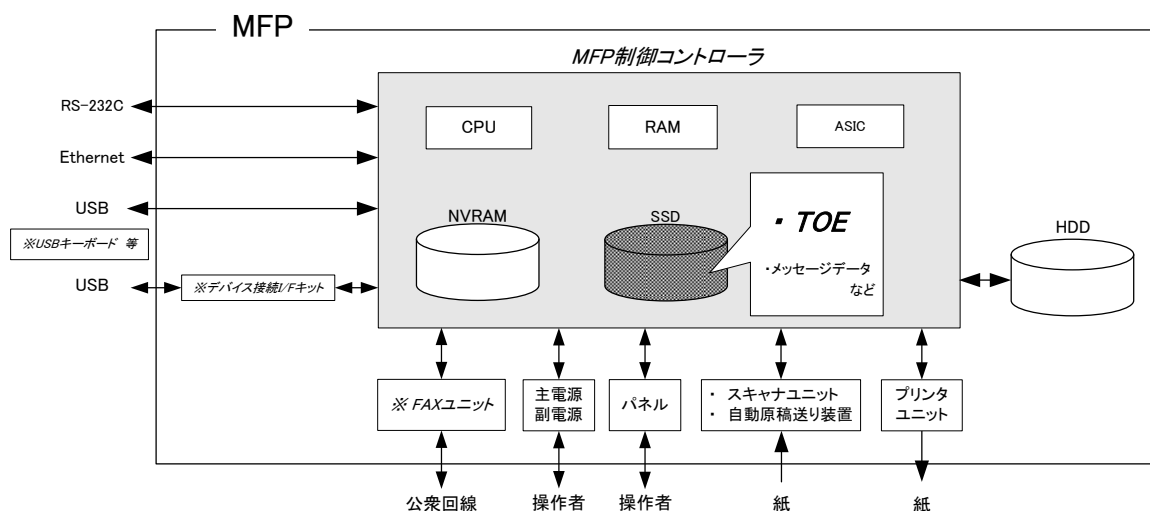 MFP
MFP制御コントローラ
RS-232C
CPU
RAM
ASIC
Ethernet
USB
NVRAM
SSD
・ TOE
・メッセージデータ
など
HDD
※USBキーボード 等
USB
※デバイス接続I/Fキット
※ FAXユニット
主電源
副電源
パネル
・ スキャナユニット
・ 自動原稿送り装置
プリンタ
ユニット
公衆回線
操作者
操作者
紙
紙